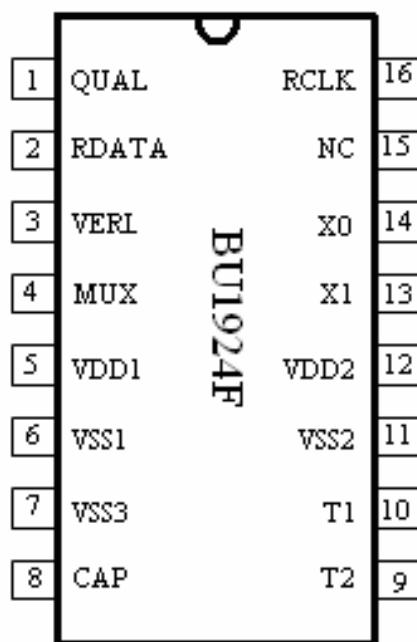 1 QUAL RCLK 16
2 RDATA NC 15
3 VERL X0 14
4 MUX X1 13
5 VDD1 VDD2 12
6 VSS1 VSS2 11
7 VSS3 T1 10
8 CAP T2 9
BU1924F